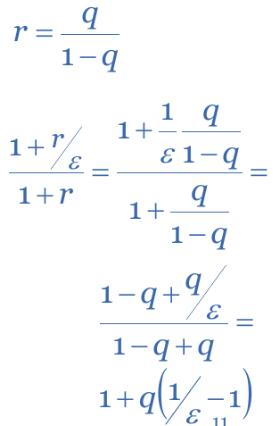 r = q/(1−q)
(1 + r/ε)/(1 + r) = (1 + (1/ε)(q/(1−q)))/(1 + q/(1−q)) =
(1 − q + q/ε)/(1 − q + q) =
1 + q(1/ε − 1)
11